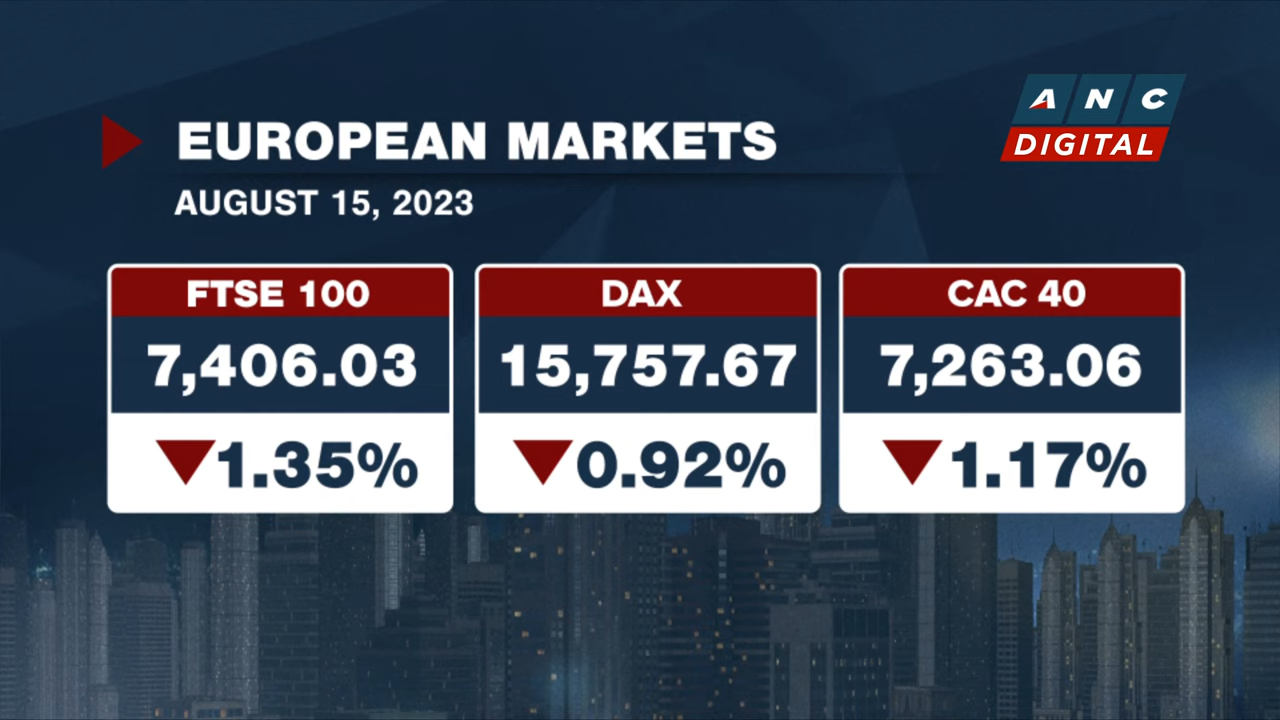 ANC
DIGITAL
EUROPEAN MARKETS
AUGUST 15, 2023
FTSE 100
7,406.03
▼1.35%
DAX
15,757.67
▼0.92%
CAC 40
7,263.06
▼1.17%